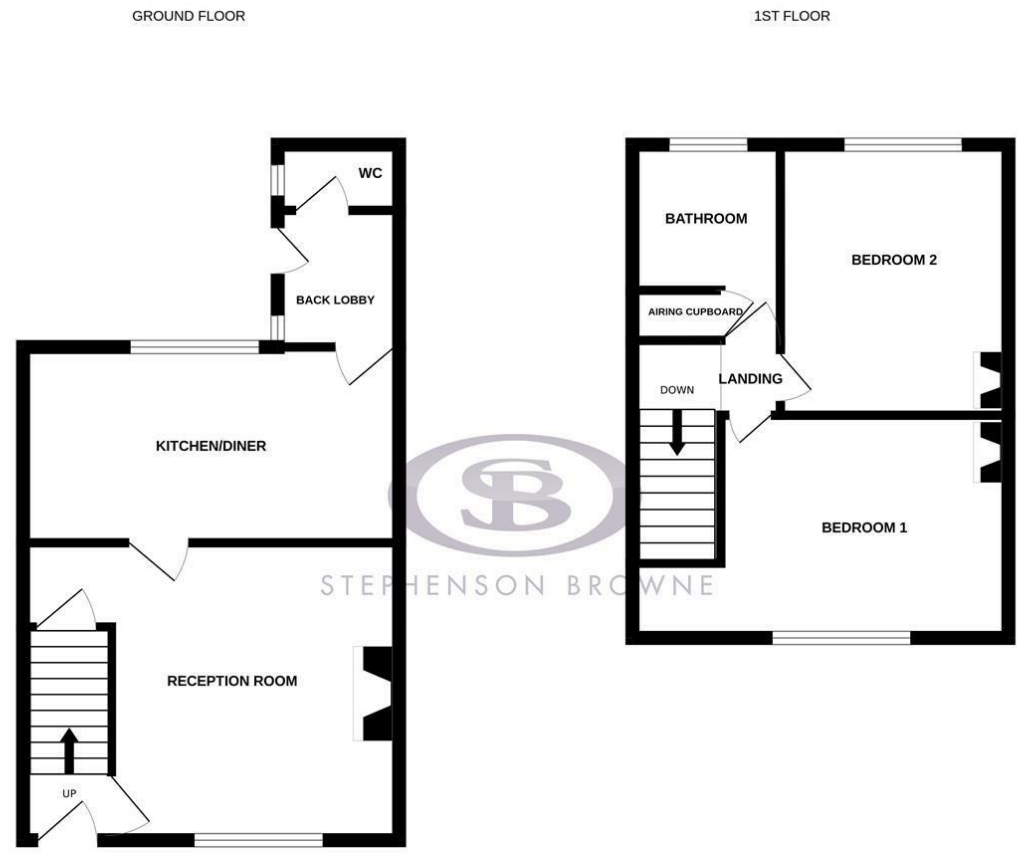 GROUND FLOOR
1ST FLOOR
WC
BACK LOBBY
KITCHEN/DINER
RECEPTION ROOM
UP
BATHROOM
BEDROOM 2
AIRING CUPBOARD
LANDING
DOWN
BEDROOM 1
SB
STEPHENSON BROWNE